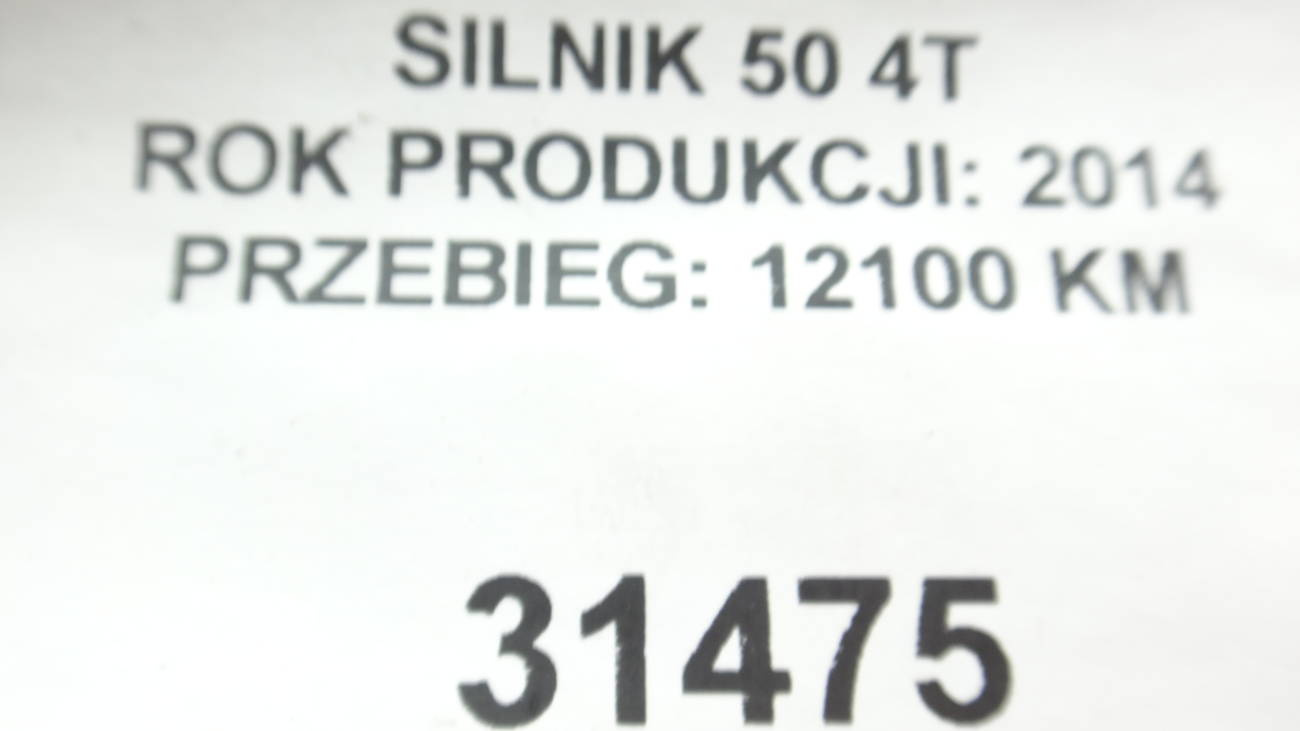 SILNIK 50 4T
ROK PRODUKCJI: 2014
PRZEBIEG: 12100 KM
31475